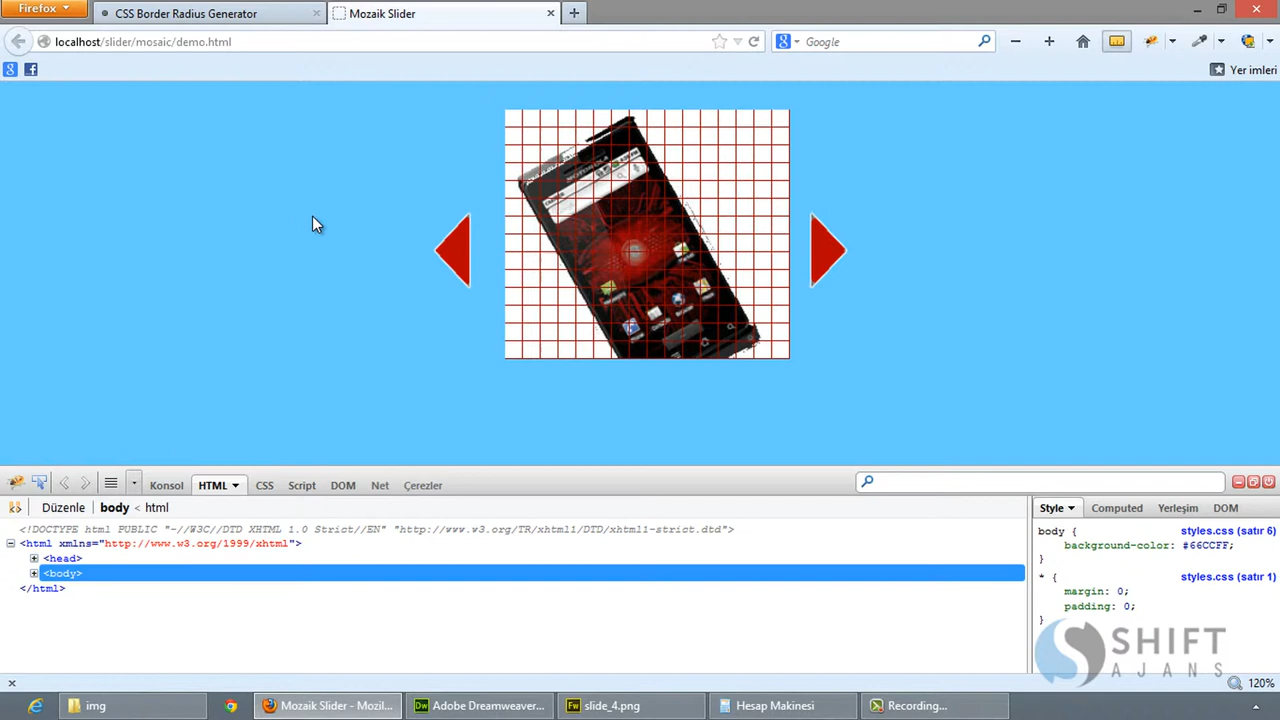 Firefox
CSS Border Radius Generator
Mozaik Slider
localhost/slider/mosaic/demo.html
Google
Yer imleri
MOTOROLA
Konsol
HTML
CSS
Script
DOM
Net
Çerezler
Düzenle
body < html
Style
Computed
Yerleşim
DOM
<!DOCTYPE html PUBLIC "-//W3C//DTD XHTML 1.0 Strict//EN" "http://www.w3.org/TR/xhtml1/DTD/xhtml1-strict.dtd">
<html xmlns="http://www.w3.org/1999/xhtml">
<head>
<body>
</html>
body {
styles.css (satır 6)
background-color: #66CCFF;
}
* {
styles.css (satır 1)
margin: 0;
padding: 0;
}
SHIFT
AJANS
120%
img
Mozaik Slider - Mozil...
Adobe Dreamweaver...
slide_4.png
Hesap Makinesi
Recording...